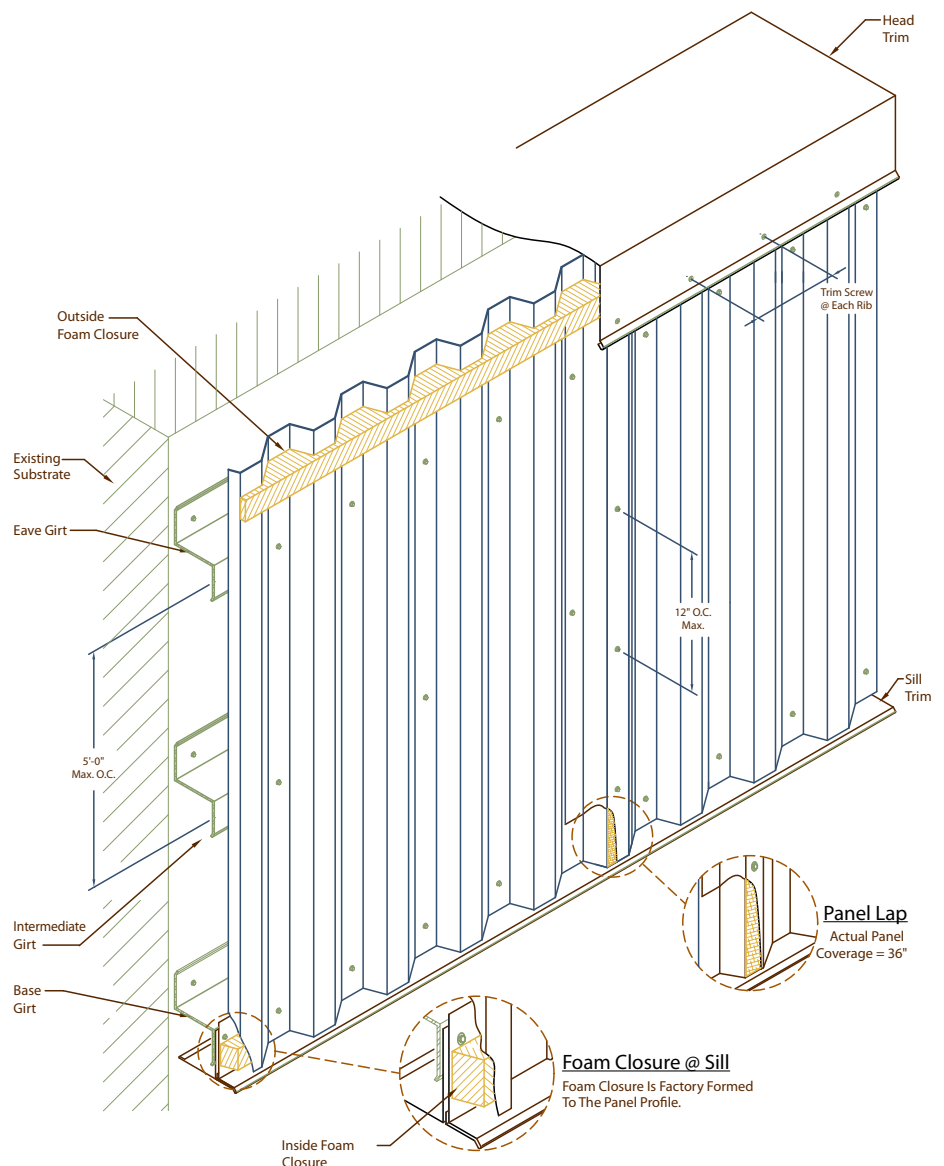 Head
Trim
Trim Screw
@ Each Rib
Outside
Foam Closure
Existing
Substrate
Eave Girt
12" O.C.
Max.
Sill
Trim
5'-0"
Max. O.C.
Intermediate
Girt
Panel Lap
Actual Panel
Coverage = 36"
Base
Girt
Foam Closure @ Sill
Foam Closure Is Factory Formed
To The Panel Profile.
Inside Foam
Closure